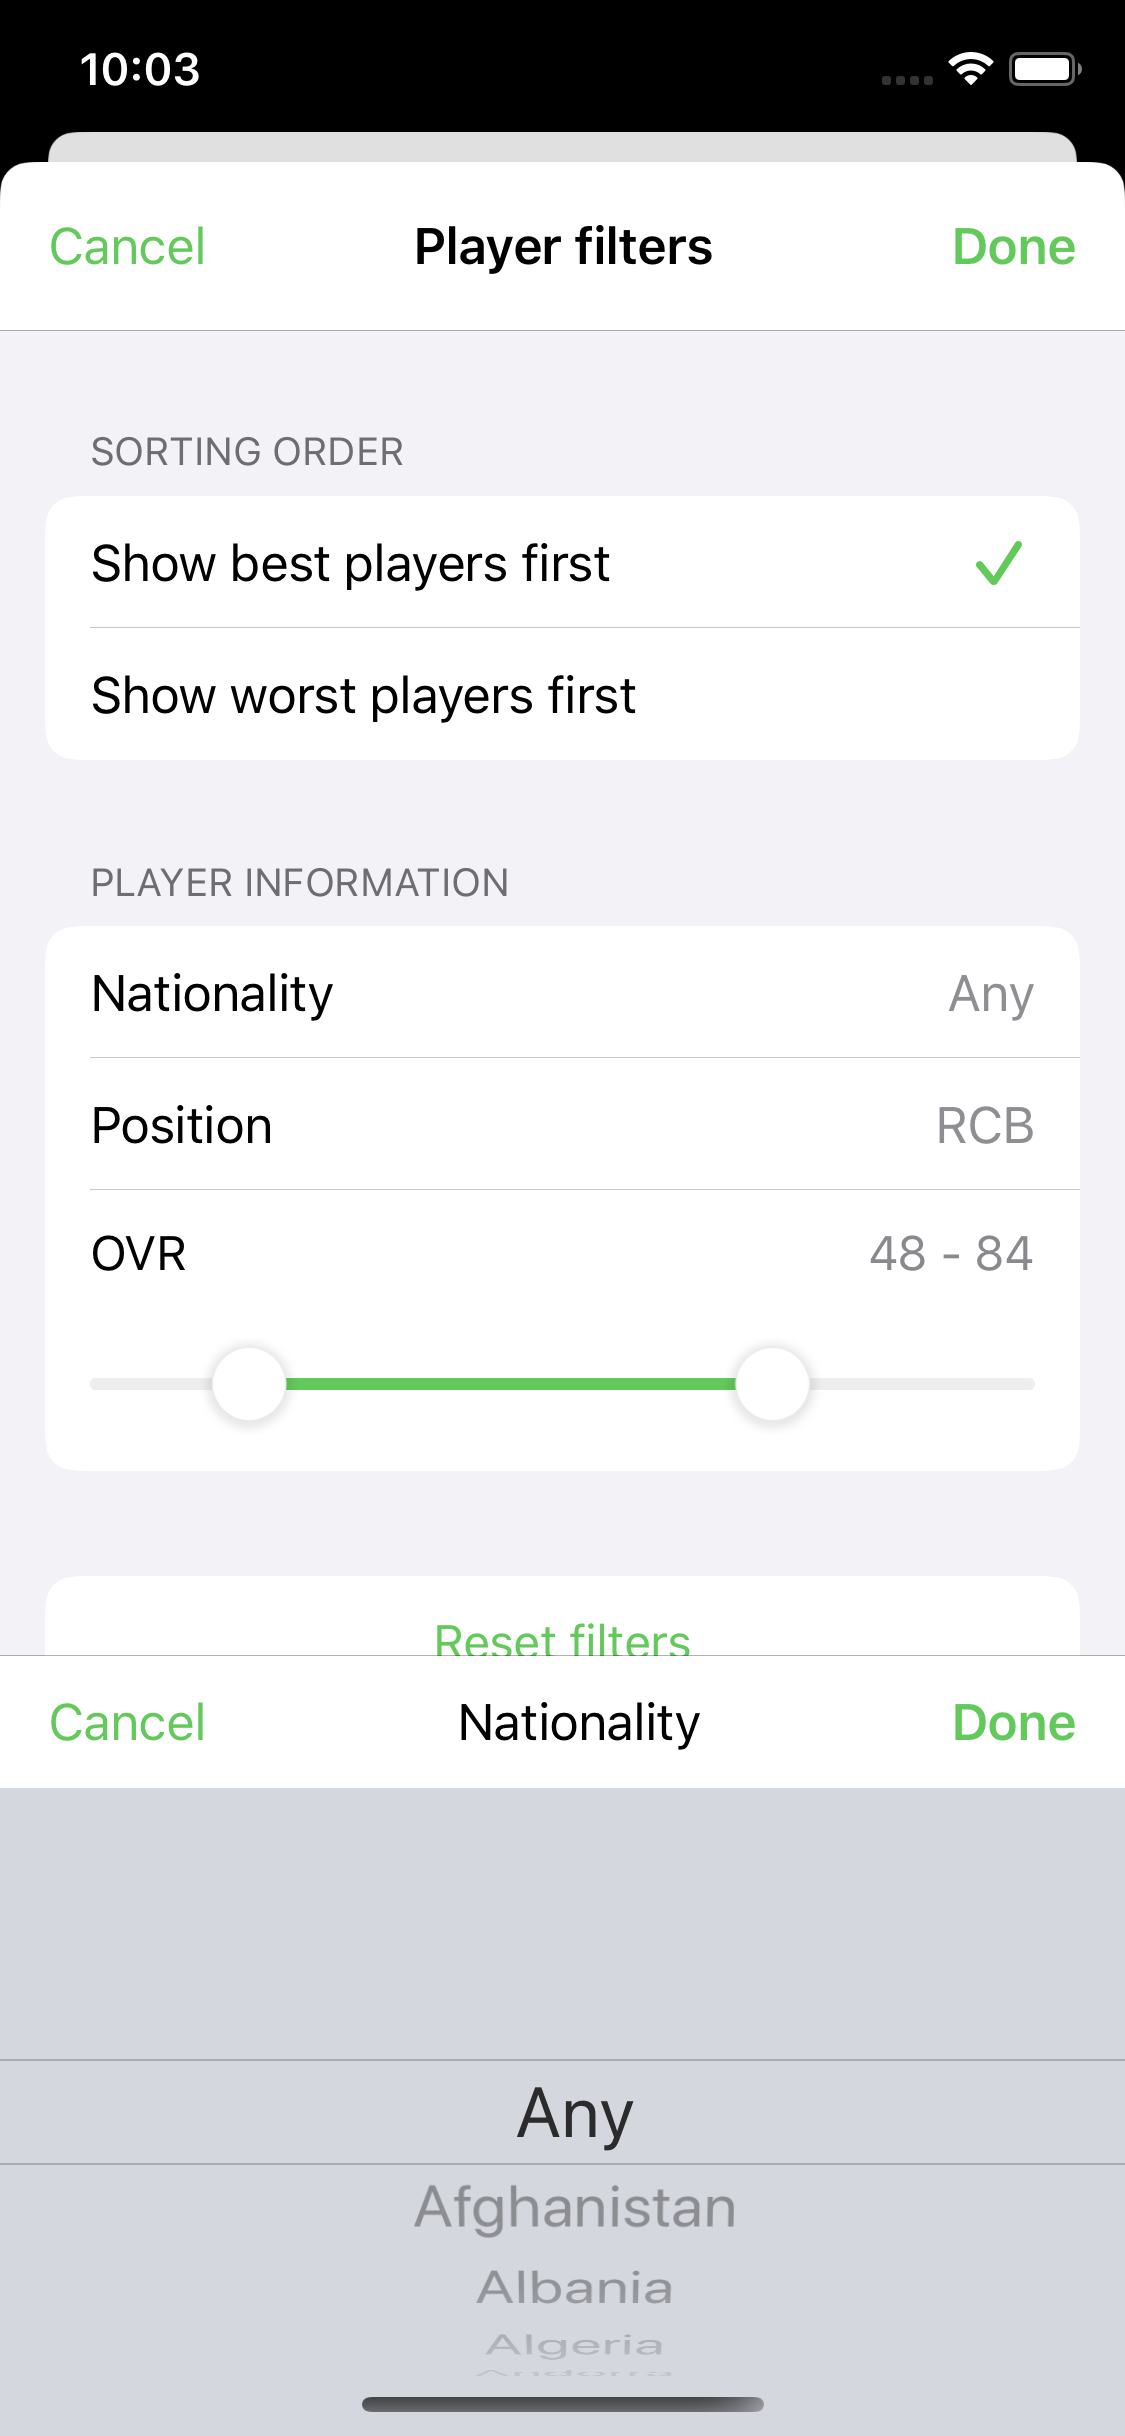 10:03
Cancel
Player filters
Done
SORTING ORDER
Show best players first
Show worst players first
PLAYER INFORMATION
Nationality
Any
Position
RCB
OVR
48 - 84
Reset filters
Cancel
Nationality
Done
Any
Afghanistan
Albania
Algeria
Andorra